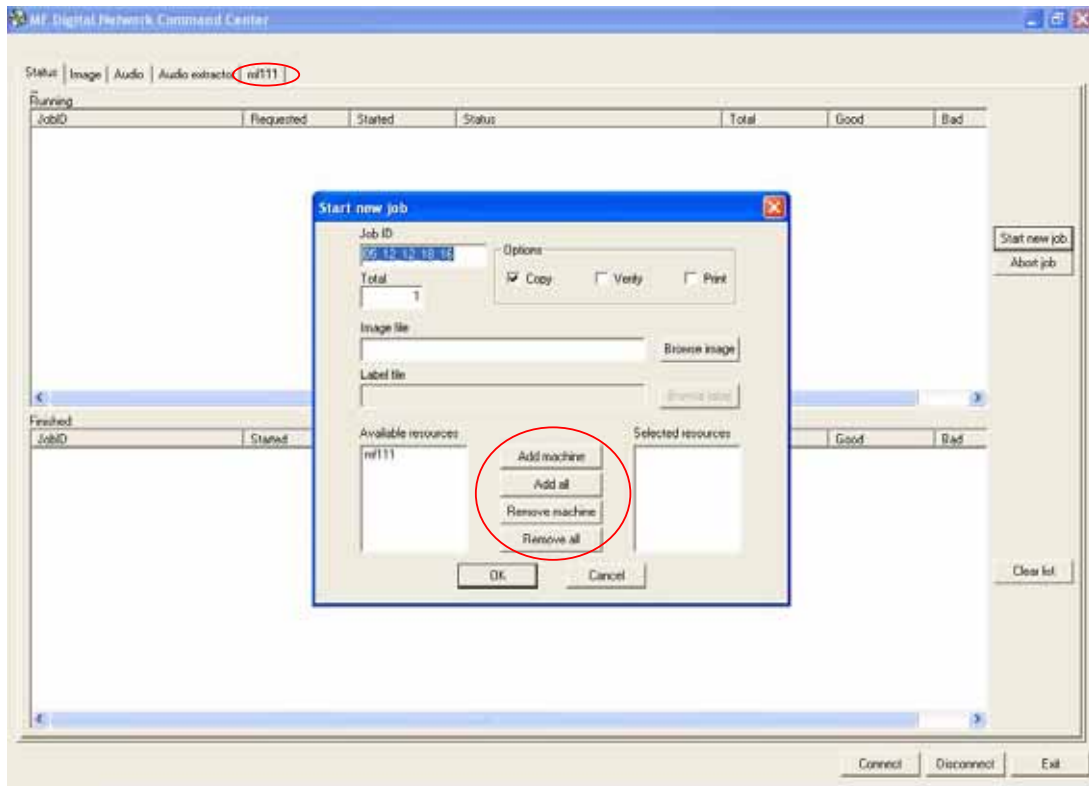 MF Digital Network Command Center
Status Image Audio Audio extractor mf111
Running
JobID Requested Started Status Total Good Bad
Start new job
Job ID
Options
Start new job
Copy Verify Print
Abort job
Total
1
Image file
Browse image
Label file
Browse label
Finished
JobID Started Good Bad
Available resources Selected resources
mf111
Add machine
Add all
Remove machine
Remove all
OK Cancel
Clear list
Connect Disconnect Exit